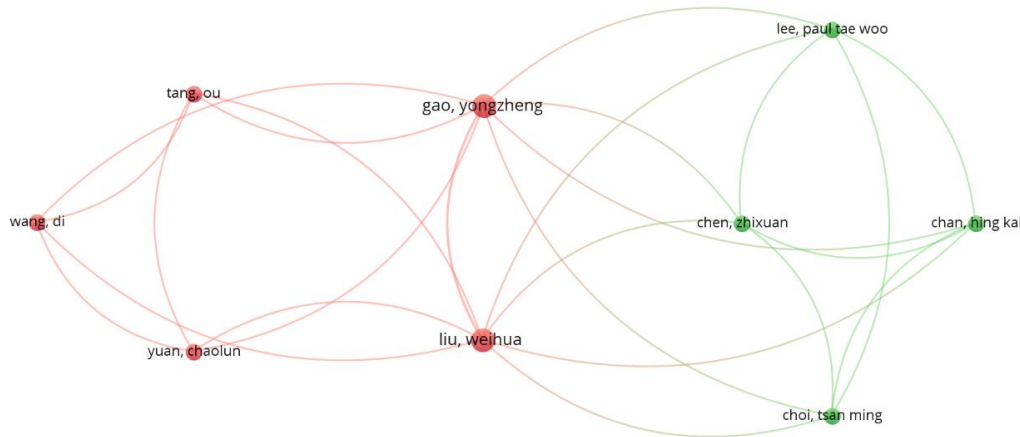 lee, paul tae woo
tang, ou
gao, yongzheng
wang, di
chen, zhixuan
chan, hing kai
liu, weihua
yuan, chaolun
choi, tsan ming